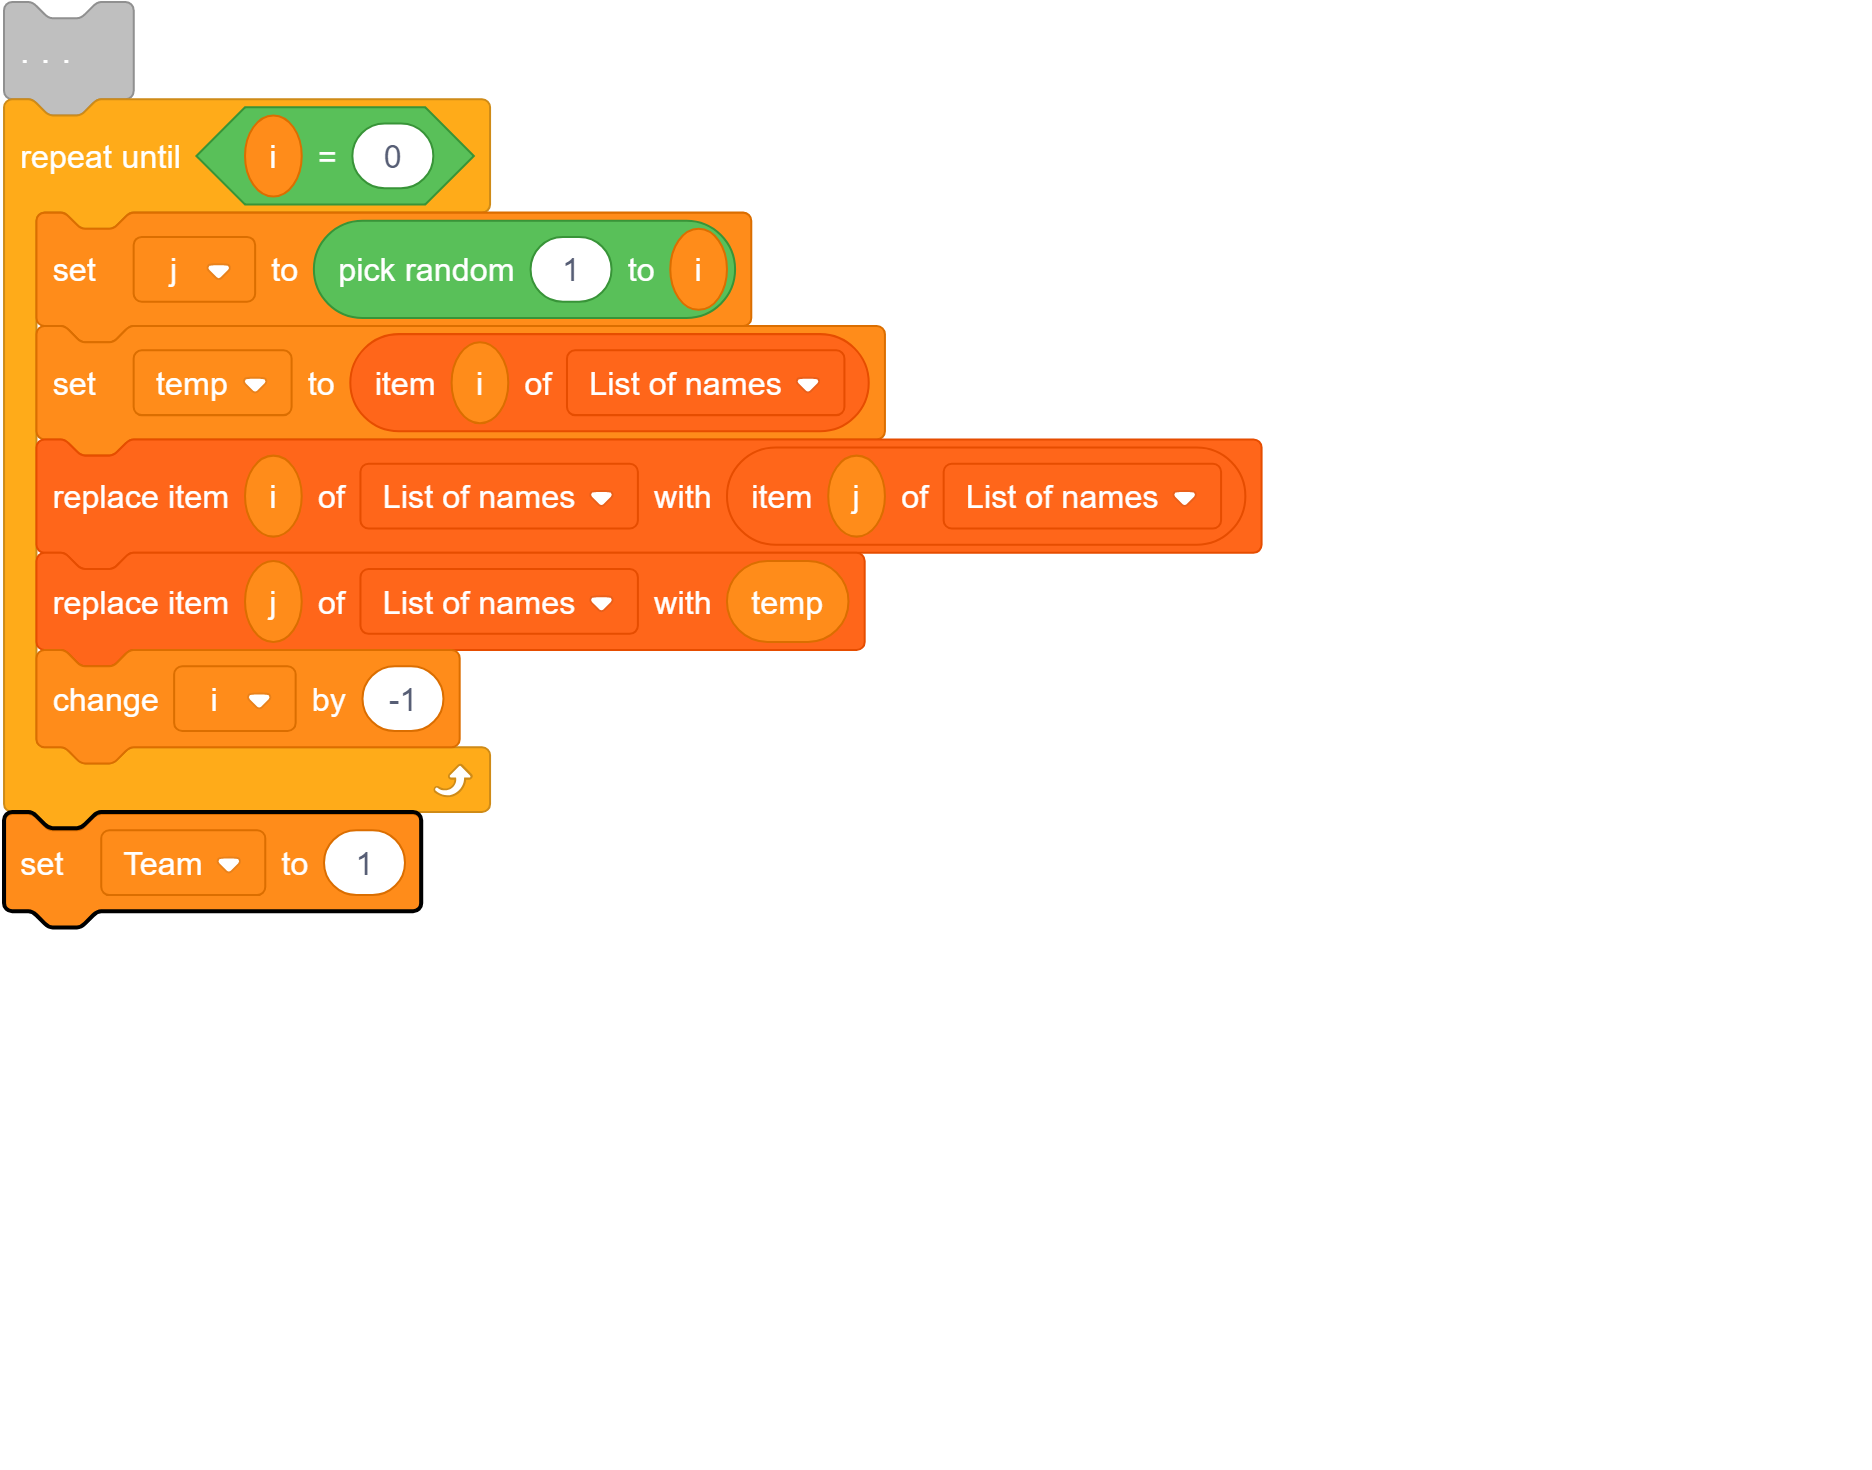 . . .
repeat until i = 0
set j to pick random 1 to i
set temp to item i of List of names
replace item i of List of names with item j of List of names
replace item j of List of names with temp
change i by -1
set Team to 1